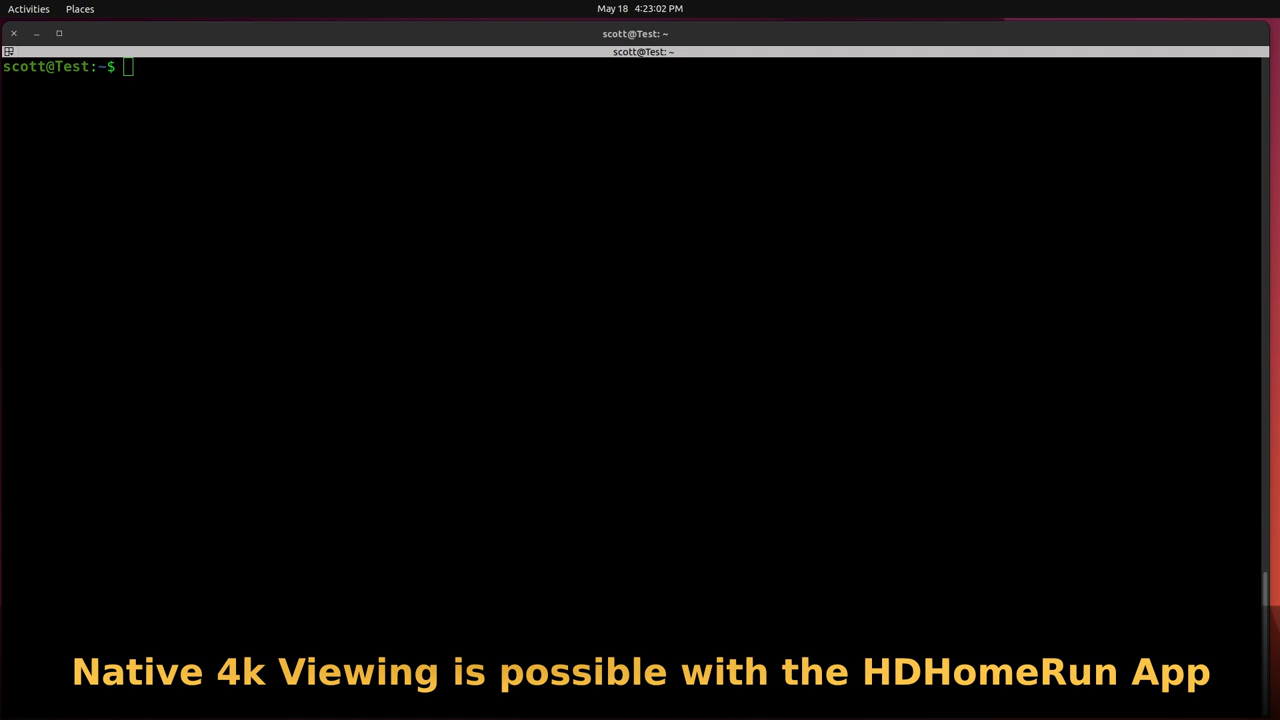 Activities Places May 18 4:23:02 PM
scott@Test: ~
scott@Test: ~
scott@Test:~$
Native 4k Viewing is possible with the HDHomeRun App